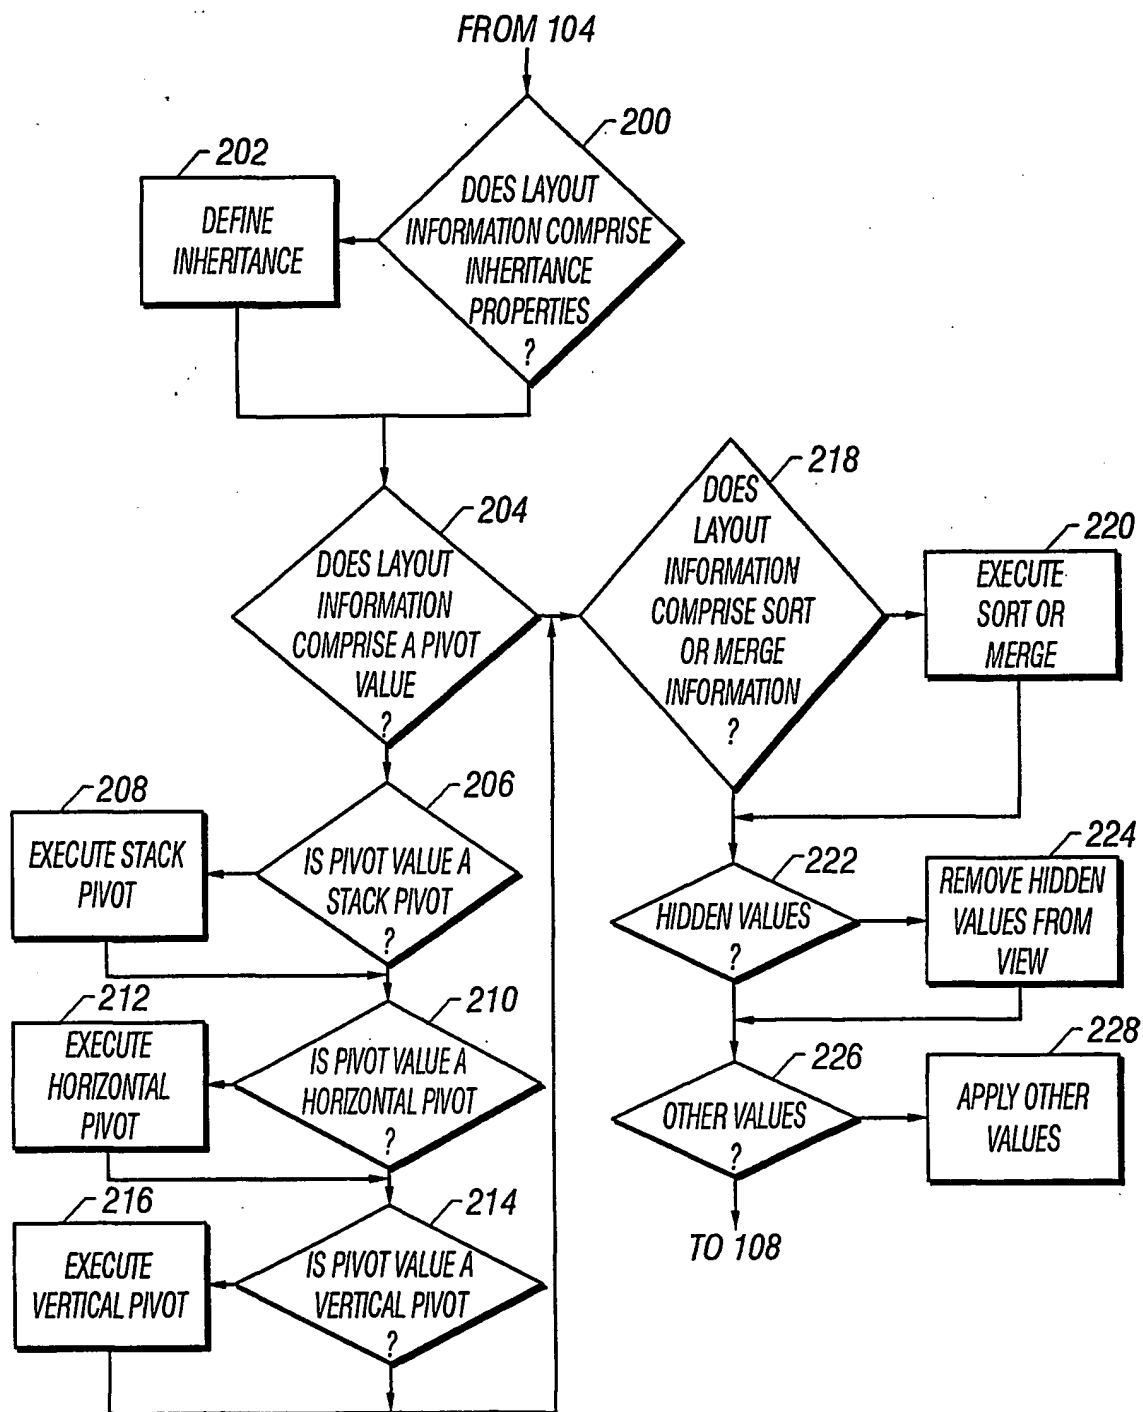 FROM 104
200
DOES LAYOUT
INFORMATION COMPRISE
INHERITANCE
PROPERTIES
?
202
DEFINE
INHERITANCE
204
DOES LAYOUT
INFORMATION
COMPRISE A PIVOT
VALUE
?
206
IS PIVOT VALUE A
STACK PIVOT
?
208
EXECUTE STACK
PIVOT
210
IS PIVOT VALUE A
HORIZONTAL PIVOT
?
212
EXECUTE
HORIZONTAL
PIVOT
214
IS PIVOT VALUE A
VERTICAL PIVOT
?
216
EXECUTE
VERTICAL PIVOT
218
DOES
LAYOUT
INFORMATION
COMPRISE SORT
OR MERGE
INFORMATION
?
220
EXECUTE
SORT OR
MERGE
222
HIDDEN VALUES
?
224
REMOVE HIDDEN
VALUES FROM
VIEW
226
OTHER VALUES
?
228
APPLY OTHER
VALUES
TO 108